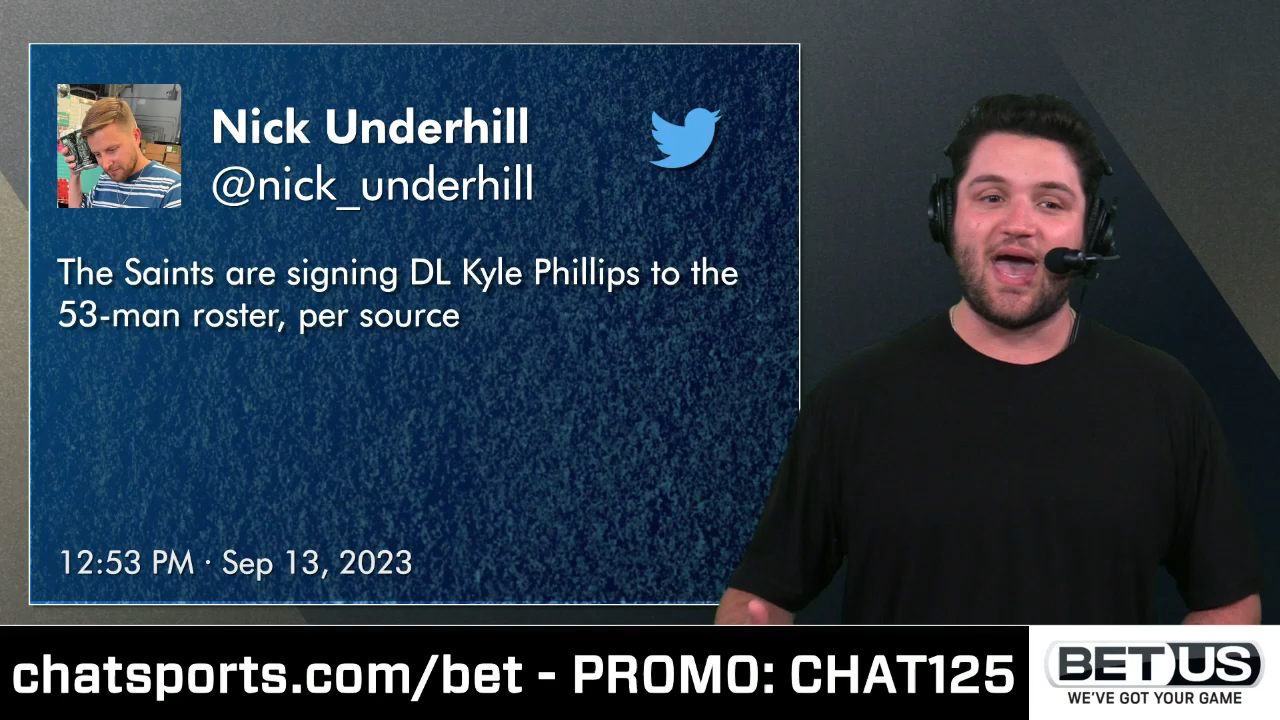 Nick Underhill
@nick_underhill
The Saints are signing DL Kyle Phillips to the
53-man roster, per source
12:53 PM · Sep 13, 2023
chatsports.com/bet - PROMO: CHAT125
BETUS
WE'VE GOT YOUR GAME